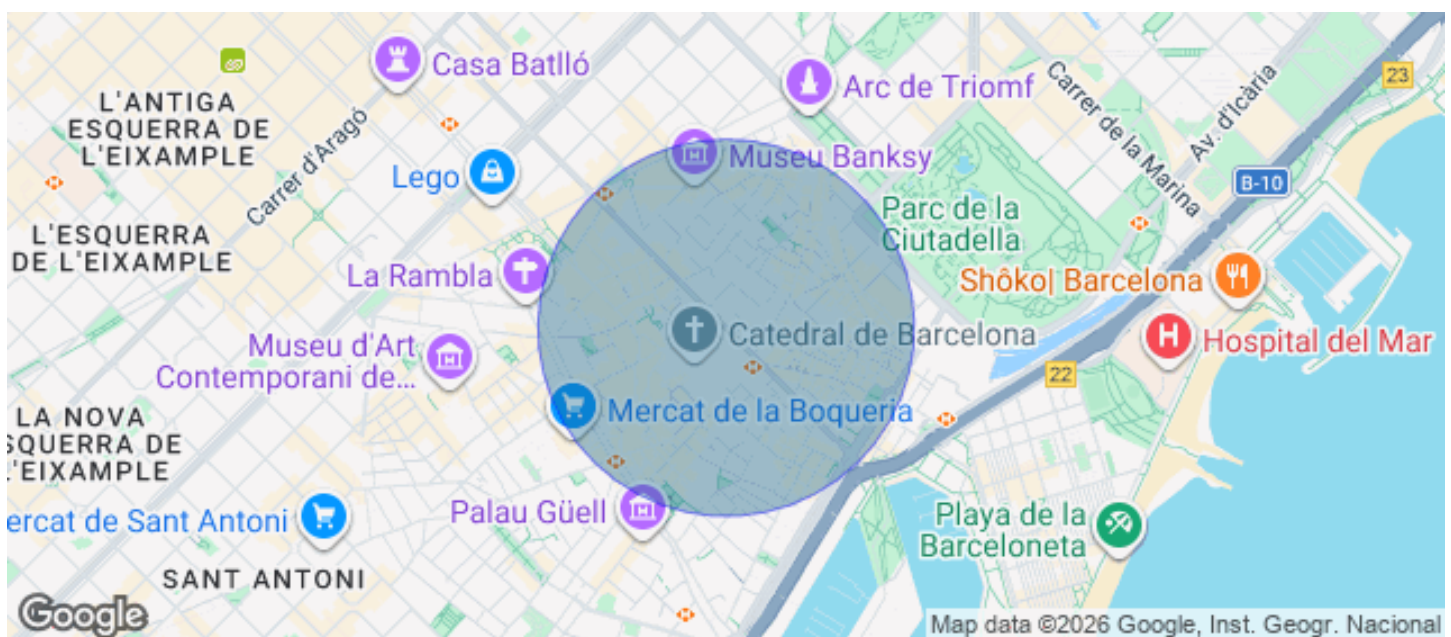 Casa Batlló
Arc de Triomf
Carrer de la Marina
Av. d'Icària
23
L'ANTIGA
ESQUERRA DE
L'EIXAMPLE
Carrer d'Aragó
Lego
Museu Banksy
B-10
Parc de la
Ciutadella
L'ESQUERRA
DE L'EIXAMPLE
La Rambla
Shôko| Barcelona
Catedral de Barcelona
H
Hospital del Mar
Museu d'Art
Contemporani de...
22
Mercat de la Boqueria
LA NOVA
SQUERRA DE
L'EIXAMPLE
Palau Güell
ercat de Sant Antoni
Playa de la
Barceloneta
SANT ANTONI
Google
Map data ©2026 Google, Inst. Geogr. Nacional